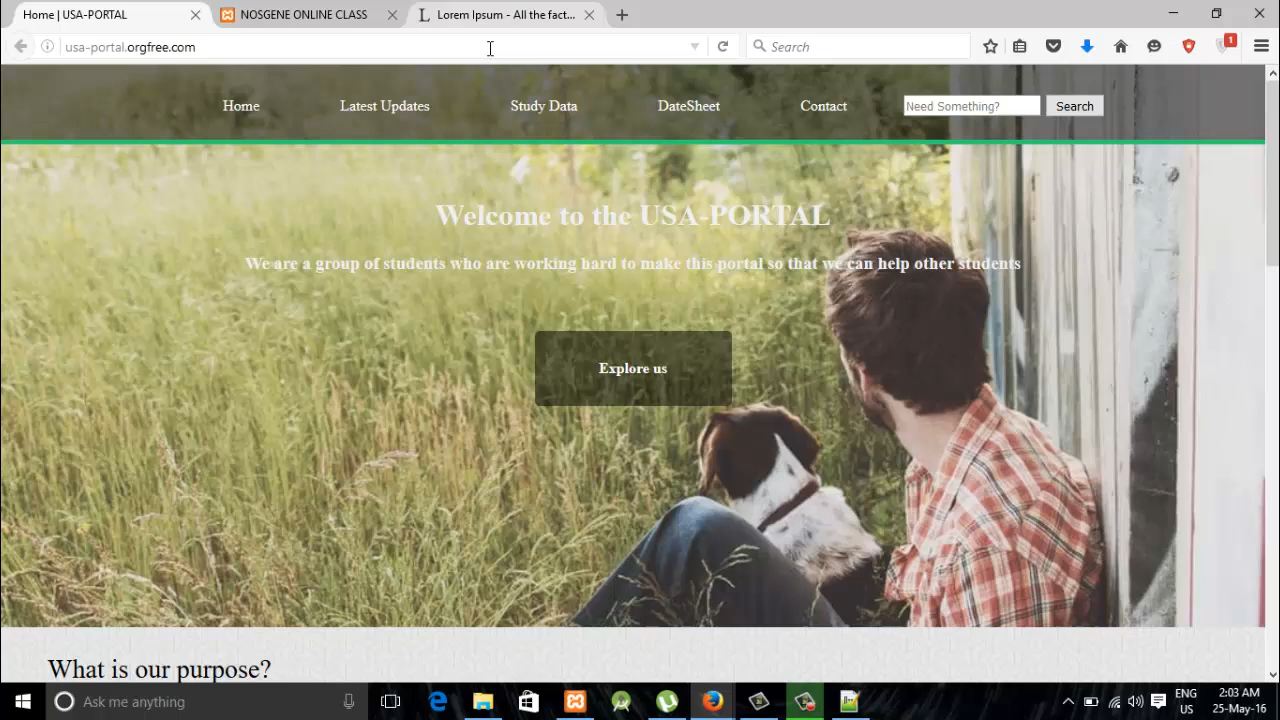 Home | USA-PORTAL
NOSGENE ONLINE CLASS
Lorem Ipsum - All the fact...
usa-portal.orgfree.com
Search
1
Home
Latest Updates
Study Data
DateSheet
Contact
Need Something?
Search
Welcome to the USA-PORTAL
We are a group of students who are working hard to make this portal so that we can help other students
Explore us
What is our purpose?
Ask me anything
ENG
US
2:03 AM
25-May-16